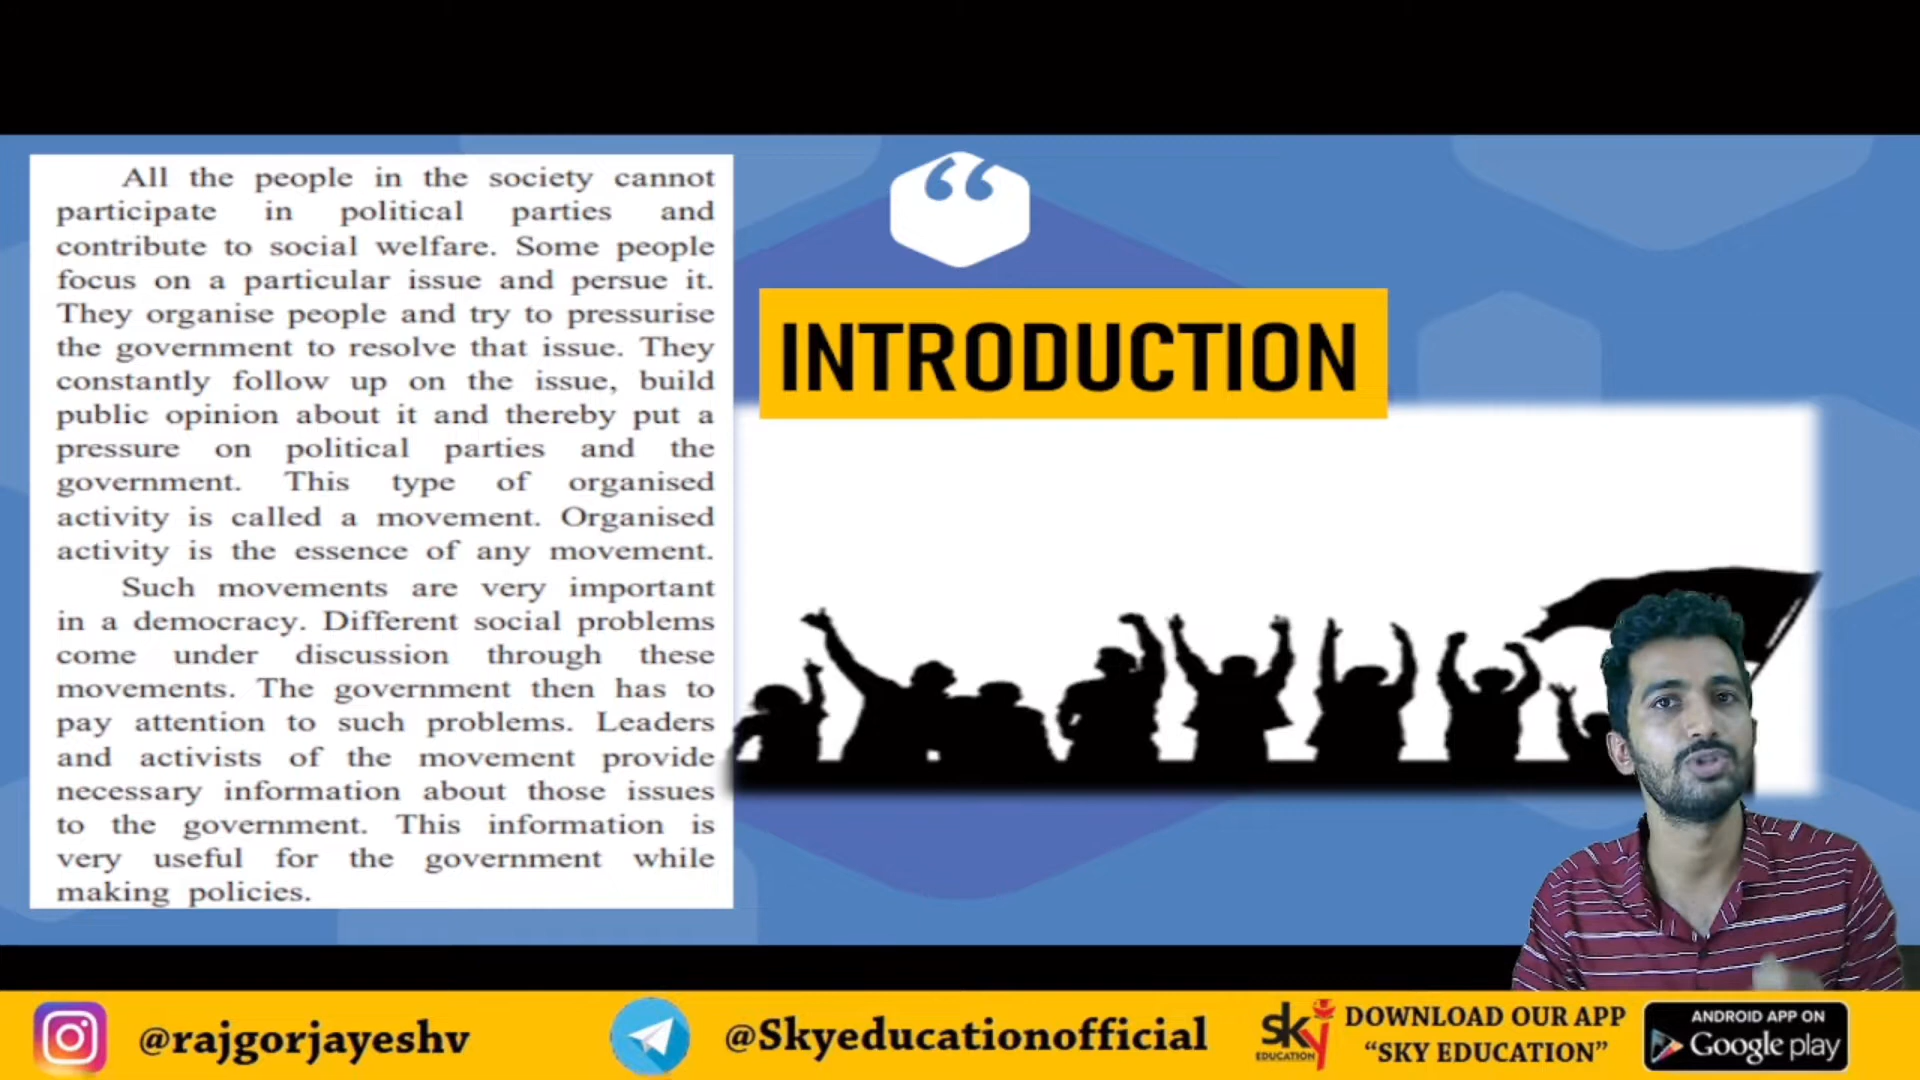 All the people in the society cannot
participate in political parties and
contribute to social welfare. Some people
focus on a particular issue and persue it.
They organise people and try to pressurise
the government to resolve that issue. They
constantly follow up on the issue, build
public opinion about it and thereby put a
pressure on political parties and the
government. This type of organised
activity is called a movement. Organised
activity is the essence of any movement.
Such movements are very important
in a democracy. Different social problems
come under discussion through these
movements. The government then has to
pay attention to such problems. Leaders
and activists of the movement provide
necessary information about those issues
to the government. This information is
very useful for the government while
making policies.
“
INTRODUCTION
@rajgorjayeshv
@Skyeducationofficial
sky
EDUCATION
DOWNLOAD OUR APP
“SKY EDUCATION”
ANDROID APP ON
Google play